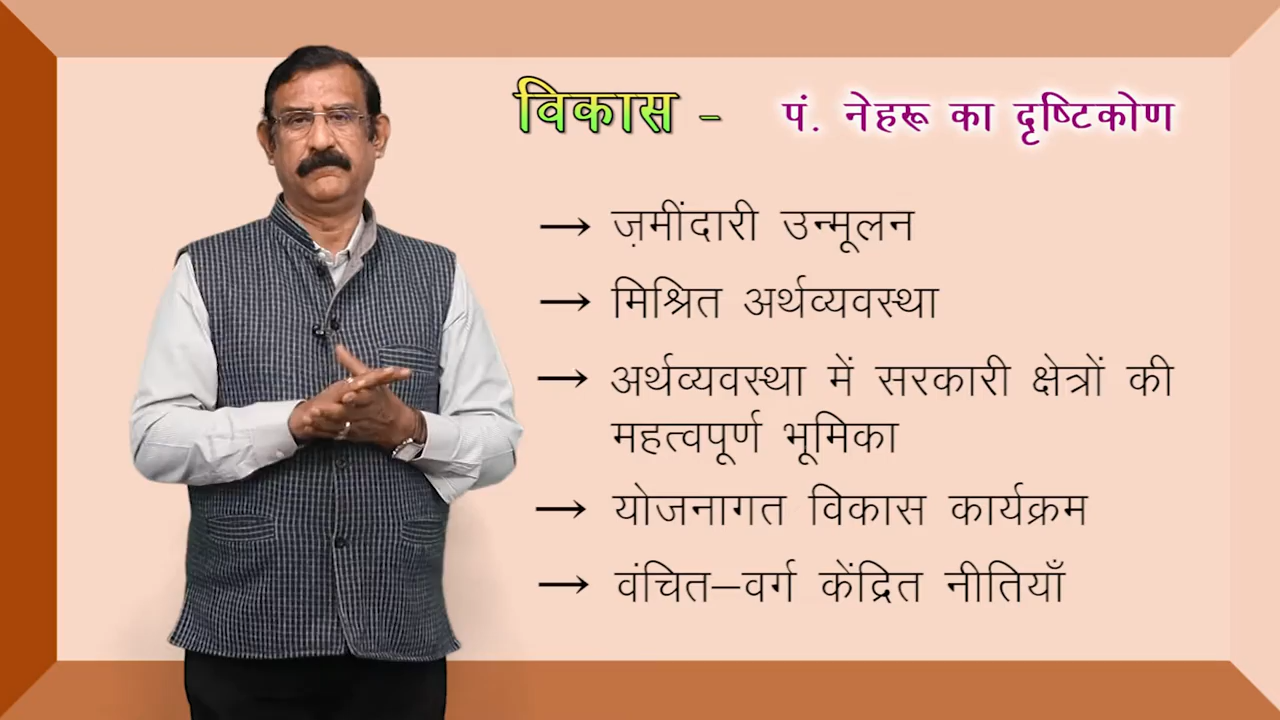 विकास - पं. नेहरू का दृष्टिकोण
→ ज़मींदारी उन्मूलन
→ मिश्रित अर्थव्यवस्था
→ अर्थव्यवस्था में सरकारी क्षेत्रों की
महत्वपूर्ण भूमिका
→ योजनागत विकास कार्यक्रम
→ वंचित–वर्ग केंद्रित नीतियाँ